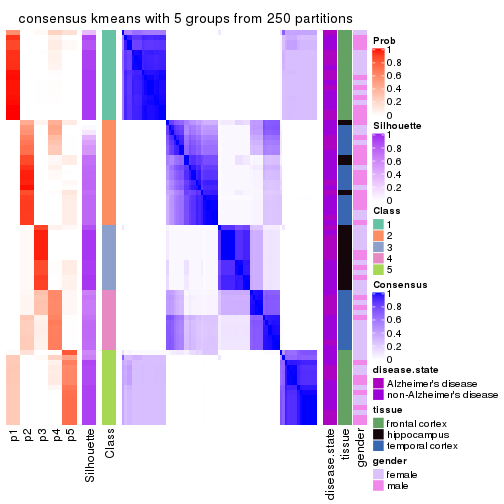 consensus kmeans with 5 groups from 250 partitions
p1
p2
p3
p4
p5
Silhouette
Class
disease.state
tissue
gender
Prob
1
0.8
0.6
0.4
0.2
0
Silhouette
1
0.8
0.6
0.4
0.2
0
Class
1
2
3
4
5
Consensus
1
0.8
0.6
0.4
0.2
0
disease.state
Alzheimer's disease
non-Alzheimer's disease
tissue
frontal cortex
hippocampus
temporal cortex
gender
female
male